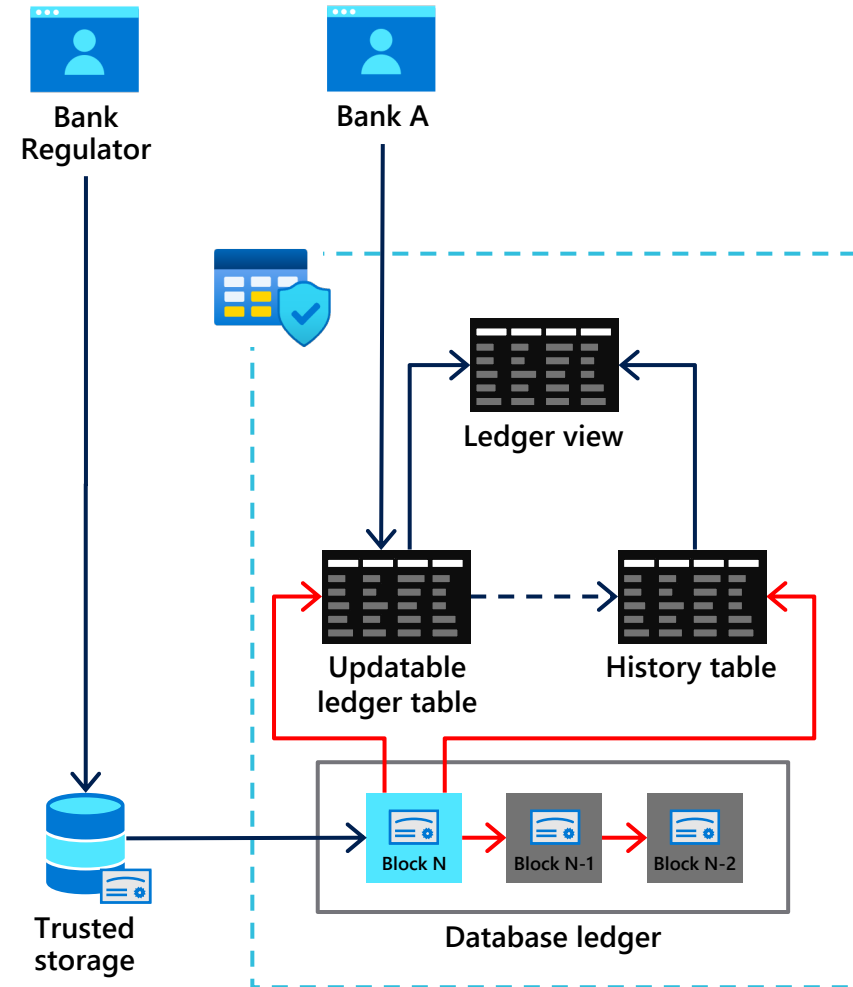 Bank
Regulator
Bank A
Ledger view
Updatable
ledger table
History table
Block N
Block N-1
Block N-2
Database ledger
Trusted
storage